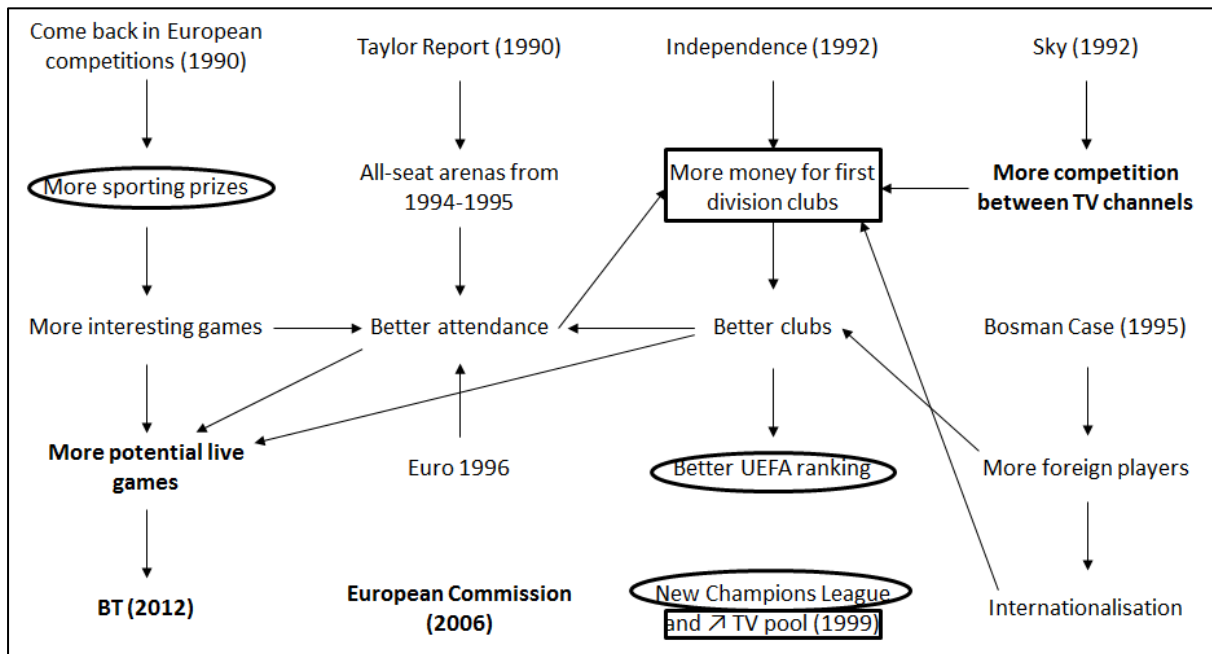 Come back in European
competitions (1990)
Taylor Report (1990)
Independence (1992)
Sky (1992)
More sporting prizes
All-seat arenas from
1994-1995
More money for first
division clubs
More competition
between TV channels
More interesting games
Better attendance
Better clubs
Bosman Case (1995)
More potential live
games
Euro 1996
Better UEFA ranking
More foreign players
BT (2012)
European Commission
(2006)
New Champions League
and ↗ TV pool (1999)
Internationalisation